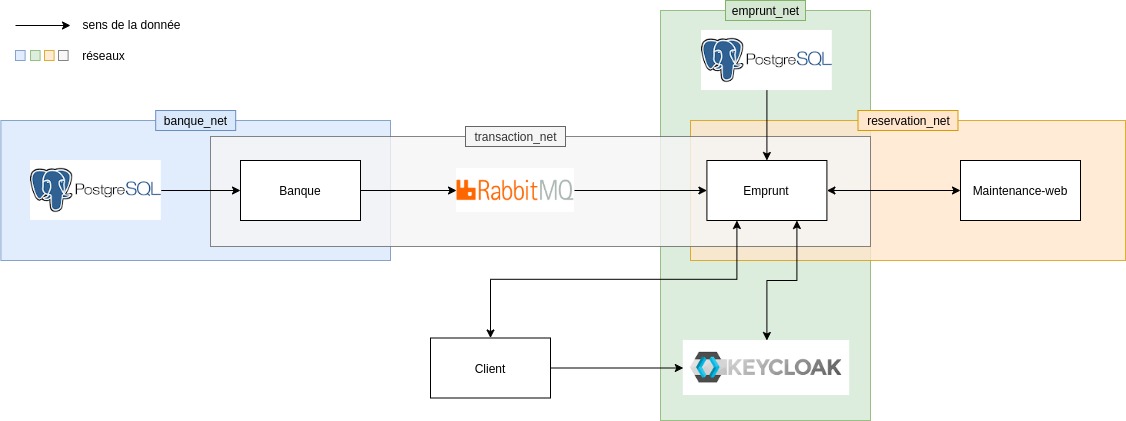 sens de la donnée
réseaux
emprunt_net
PostgreSQL
banque_net
transaction_net
reservation_net
PostgreSQL
Banque
RabbitMQ
Emprunt
Maintenance-web
Client
KEYCLOAK